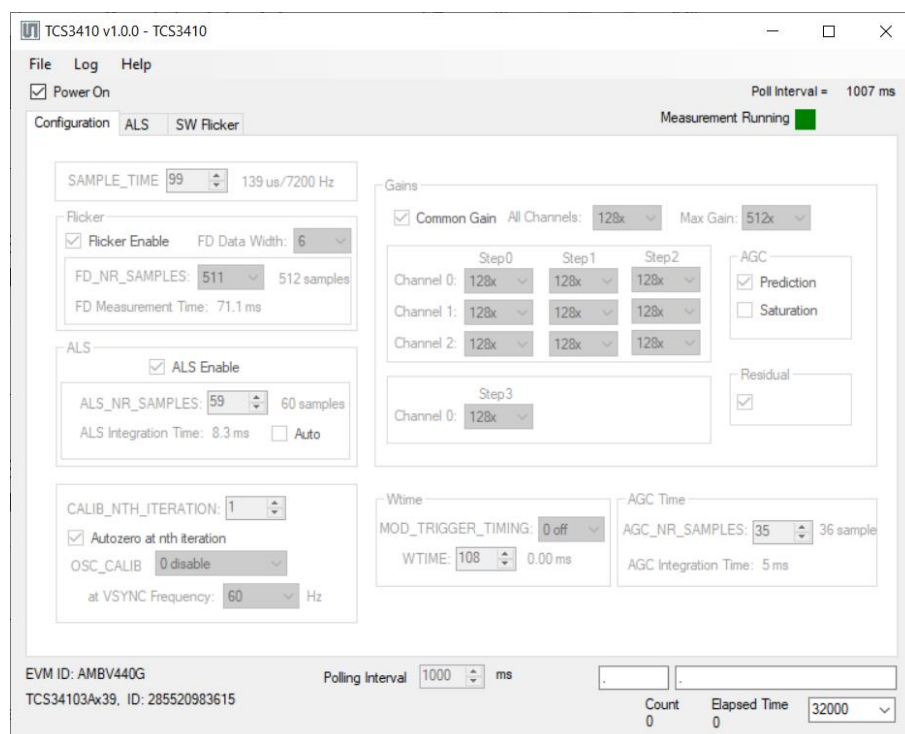 TCS3410 v1.0.0 - TCS3410
File Log Help
Power On
Poll Interval = 1007 ms
Configuration ALS SW Flicker
Measurement Running
SAMPLE_TIME 99 139 us/7200 Hz
Flicker
Flicker Enable FD Data Width: 6
FD_NR_SAMPLES: 511 512 samples
FD Measurement Time: 71.1 ms
ALS
ALS Enable
ALS_NR_SAMPLES: 59 60 samples
ALS Integration Time: 8.3 ms Auto
CALIB_NTH_ITERATION: 1
Autozero at nth iteration
OSC_CALIB 0 disable
at VSYNC Frequency: 60 Hz
Gains
Common Gain All Channels: 128x Max Gain: 512x
Step0 Step1 Step2
Channel 0: 128x 128x 128x
Channel 1: 128x 128x 128x
Channel 2: 128x 128x 128x
AGC
Prediction
Saturation
Step3
Channel 0: 128x
Residual
Wtime
MOD_TRIGGER_TIMING: 0 off
WTIME: 108 0.00 ms
AGC Time
AGC_NR_SAMPLES: 35 36 sample
AGC Integration Time: 5 ms
EVM ID: AMBV440G
TCS34103Ax39, ID: 285520983615
Polling Interval 1000 ms
. .
Count Elapsed Time 32000
0 0